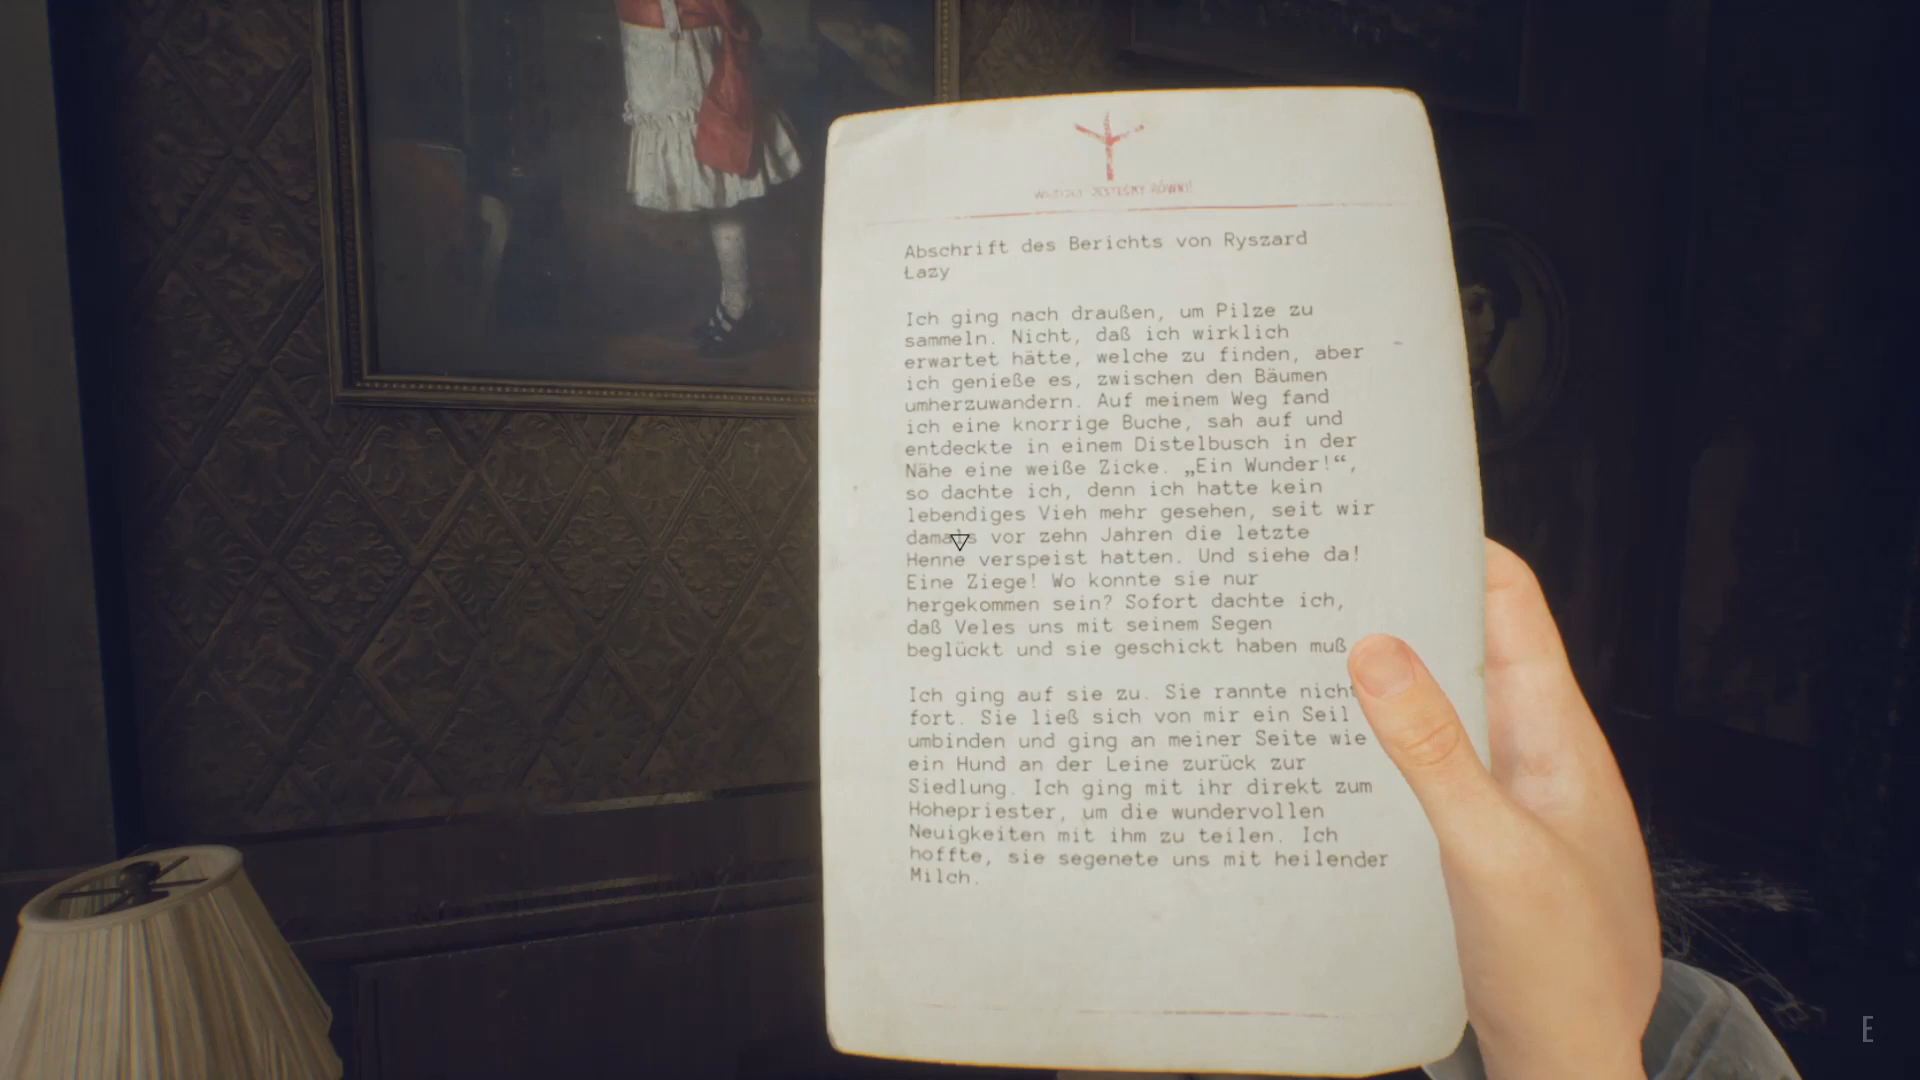 WSZYSCY JESTEŚMY RÓWNI!
Abschrift des Berichts von Ryszard
Łazy
Ich ging nach draußen, um Pilze zu
sammeln. Nicht, daß ich wirklich
erwartet hätte, welche zu finden, aber
ich genieße es, zwischen den Bäumen
umherzuwandern. Auf meinem Weg fand
ich eine knorrige Buche, sah auf und
entdeckte in einem Distelbusch in der
Nähe eine weiße Zicke. „Ein Wunder!“,
so dachte ich, denn ich hatte kein
lebendiges Vieh mehr gesehen, seit wir
damals vor zehn Jahren die letzte
Henne verspeist hatten. Und siehe da!
Eine Ziege! Wo konnte sie nur
hergekommen sein? Sofort dachte ich,
daß Veles uns mit seinem Segen
beglückt und sie geschickt haben muß
Ich ging auf sie zu. Sie rannte nicht
fort. Sie ließ sich von mir ein Seil
umbinden und ging an meiner Seite wie
ein Hund an der Leine zurück zur
Siedlung. Ich ging mit ihr direkt zum
Hohepriester, um die wundervollen
Neuigkeiten mit ihm zu teilen. Ich
hoffte, sie segenete uns mit heilender
Milch.
E